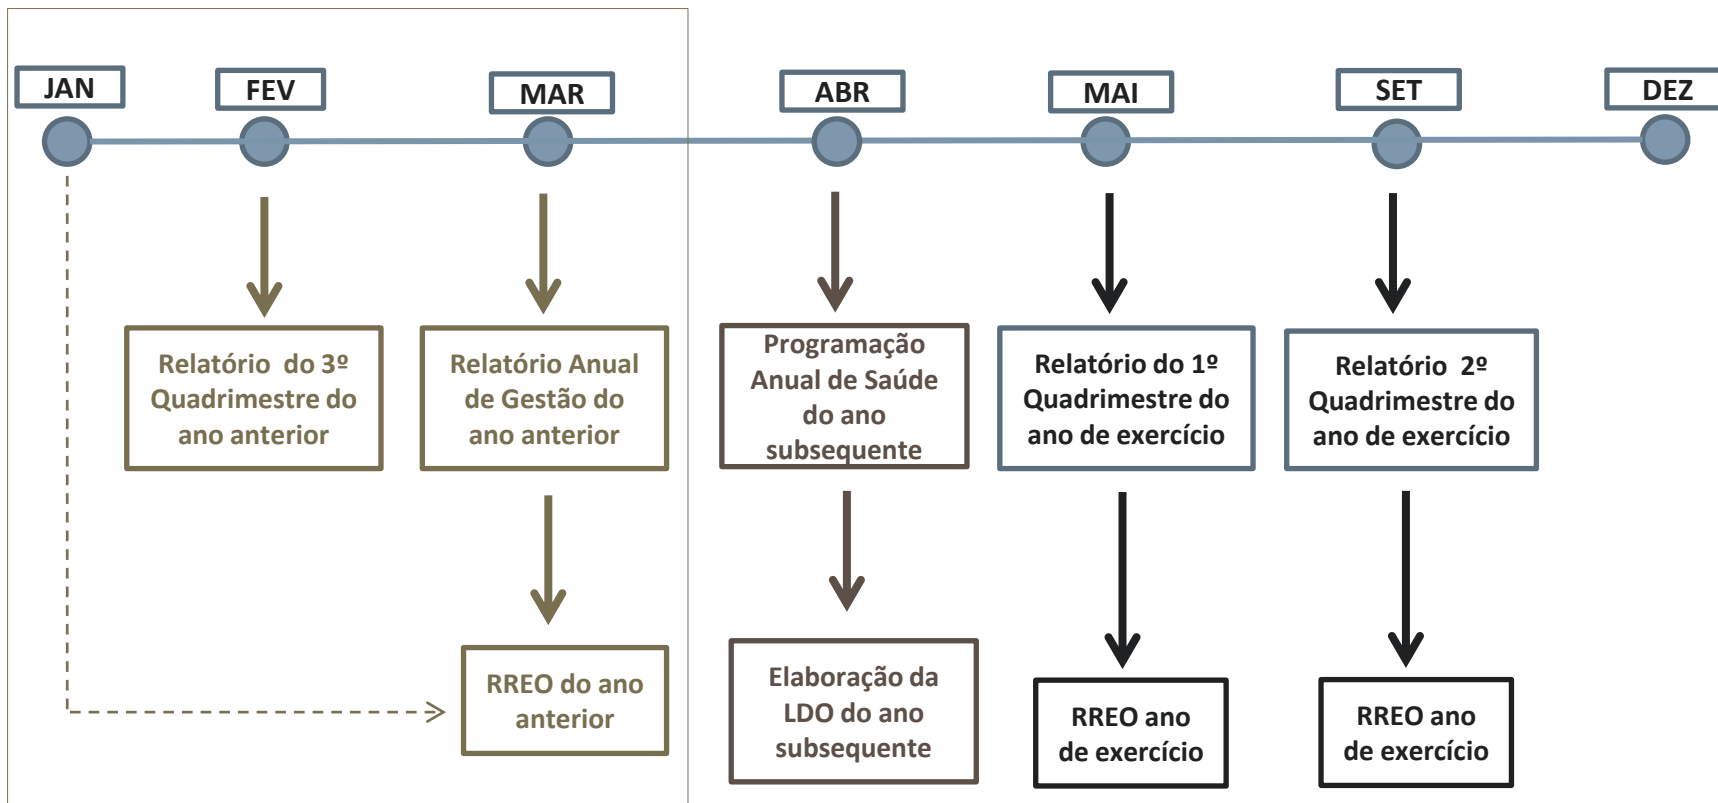 JAN
FEV
MAR
ABR
MAI
SET
DEZ
Relatório do 3º
Quadrimestre do
ano anterior
Relatório Anual
de Gestão do
ano anterior
Programação
Anual de Saúde
do ano
subsequente
Relatório do 1º
Quadrimestre do
ano de exercício
Relatório 2º
Quadrimestre do
ano de exercício
RREO do ano
anterior
Elaboração da
LDO do ano
subsequente
RREO ano
de exercício
RREO ano
de exercício